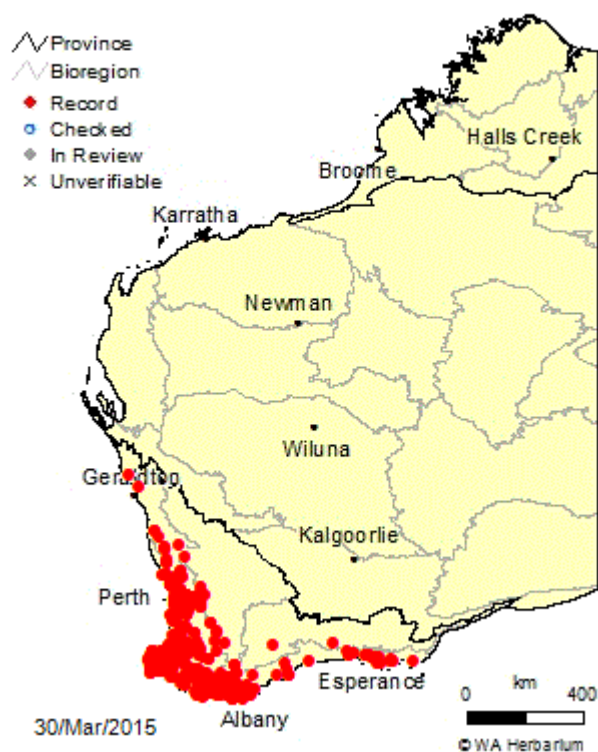 Province
Bioregion
Record
Checked
In Review
Unverifiable
Halls Creek
Broome
Karratha
Newman
Wiluna
Geraldton
Kalgoorlie
Perth
Esperance
Albany
0 km 400
30/Mar/2015
© WA Herbarium